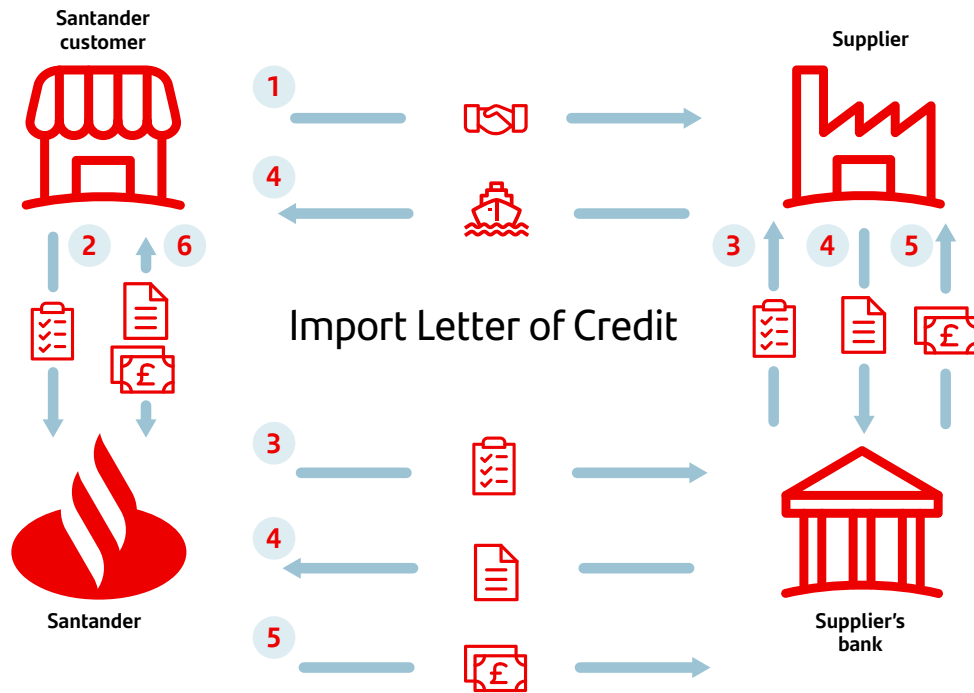 Santander
customer
Supplier
1
4
2
6
3
4
5
£
£
Import Letter of Credit
3
4
5
£
Santander
Supplier's
bank